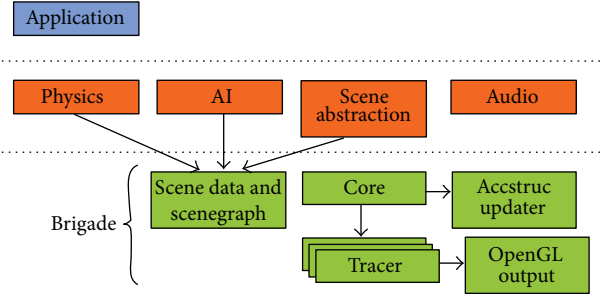 Application
Physics
AI
Scene
abstraction
Audio
Brigade
Scene data and
scenegraph
Core
Accstruc
updater
Tracer
OpenGL
output